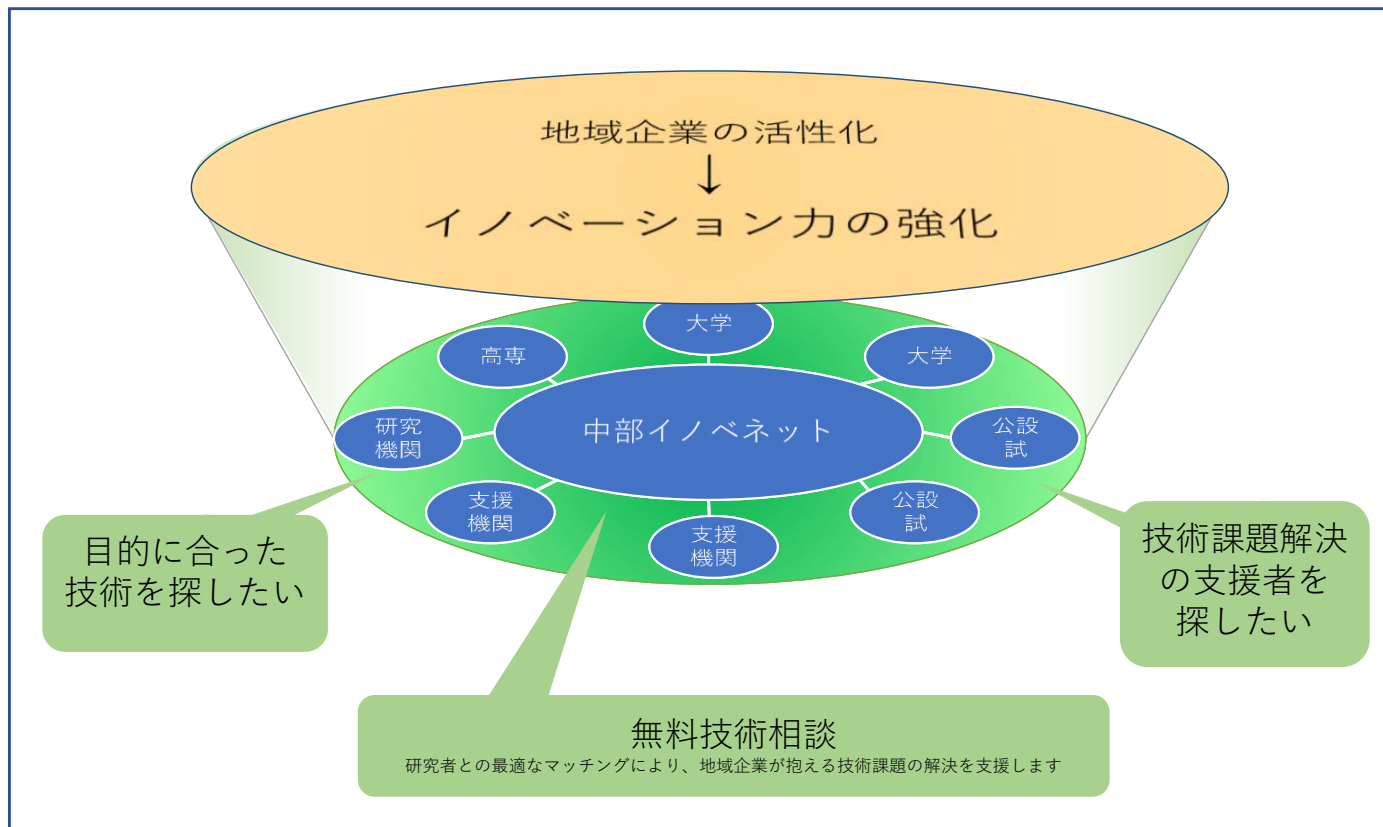 地域企業の活性化
↓
イノベーション力の強化
大学
高専
大学
中部イノベネット
研究
機関
公設
試
支援
機関
公設
試
支援
機関
目的に合った
技術を探したい
技術課題解決
の支援者を
探したい
無料技術相談
研究者との最適なマッチングにより、地域企業が抱える技術課題の解決を支援します